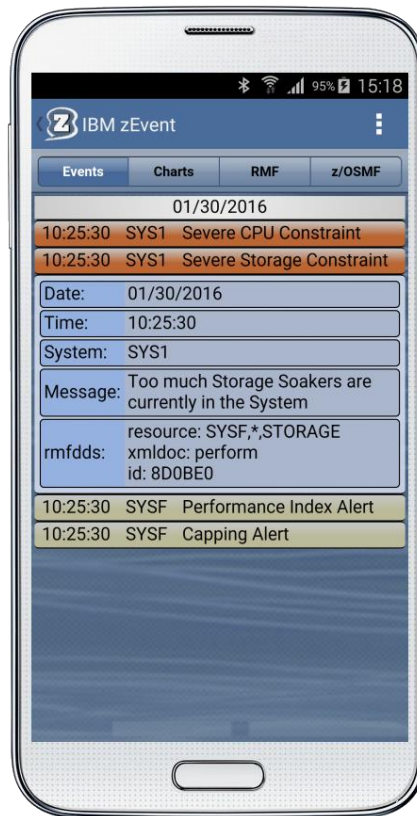 95% 15:18
Z IBM zEvent
Events Charts RMF z/OSMF
01/30/2016
10:25:30 SYS1 Severe CPU Constraint
10:25:30 SYS1 Severe Storage Constraint
Date: 01/30/2016
Time: 10:25:30
System: SYS1
Message: Too much Storage Soakers are
currently in the System
rmfdds: resource: SYSF,*,STORAGE
xmldoc: perform
id: 8D0BE0
10:25:30 SYSF Performance Index Alert
10:25:30 SYSF Capping Alert